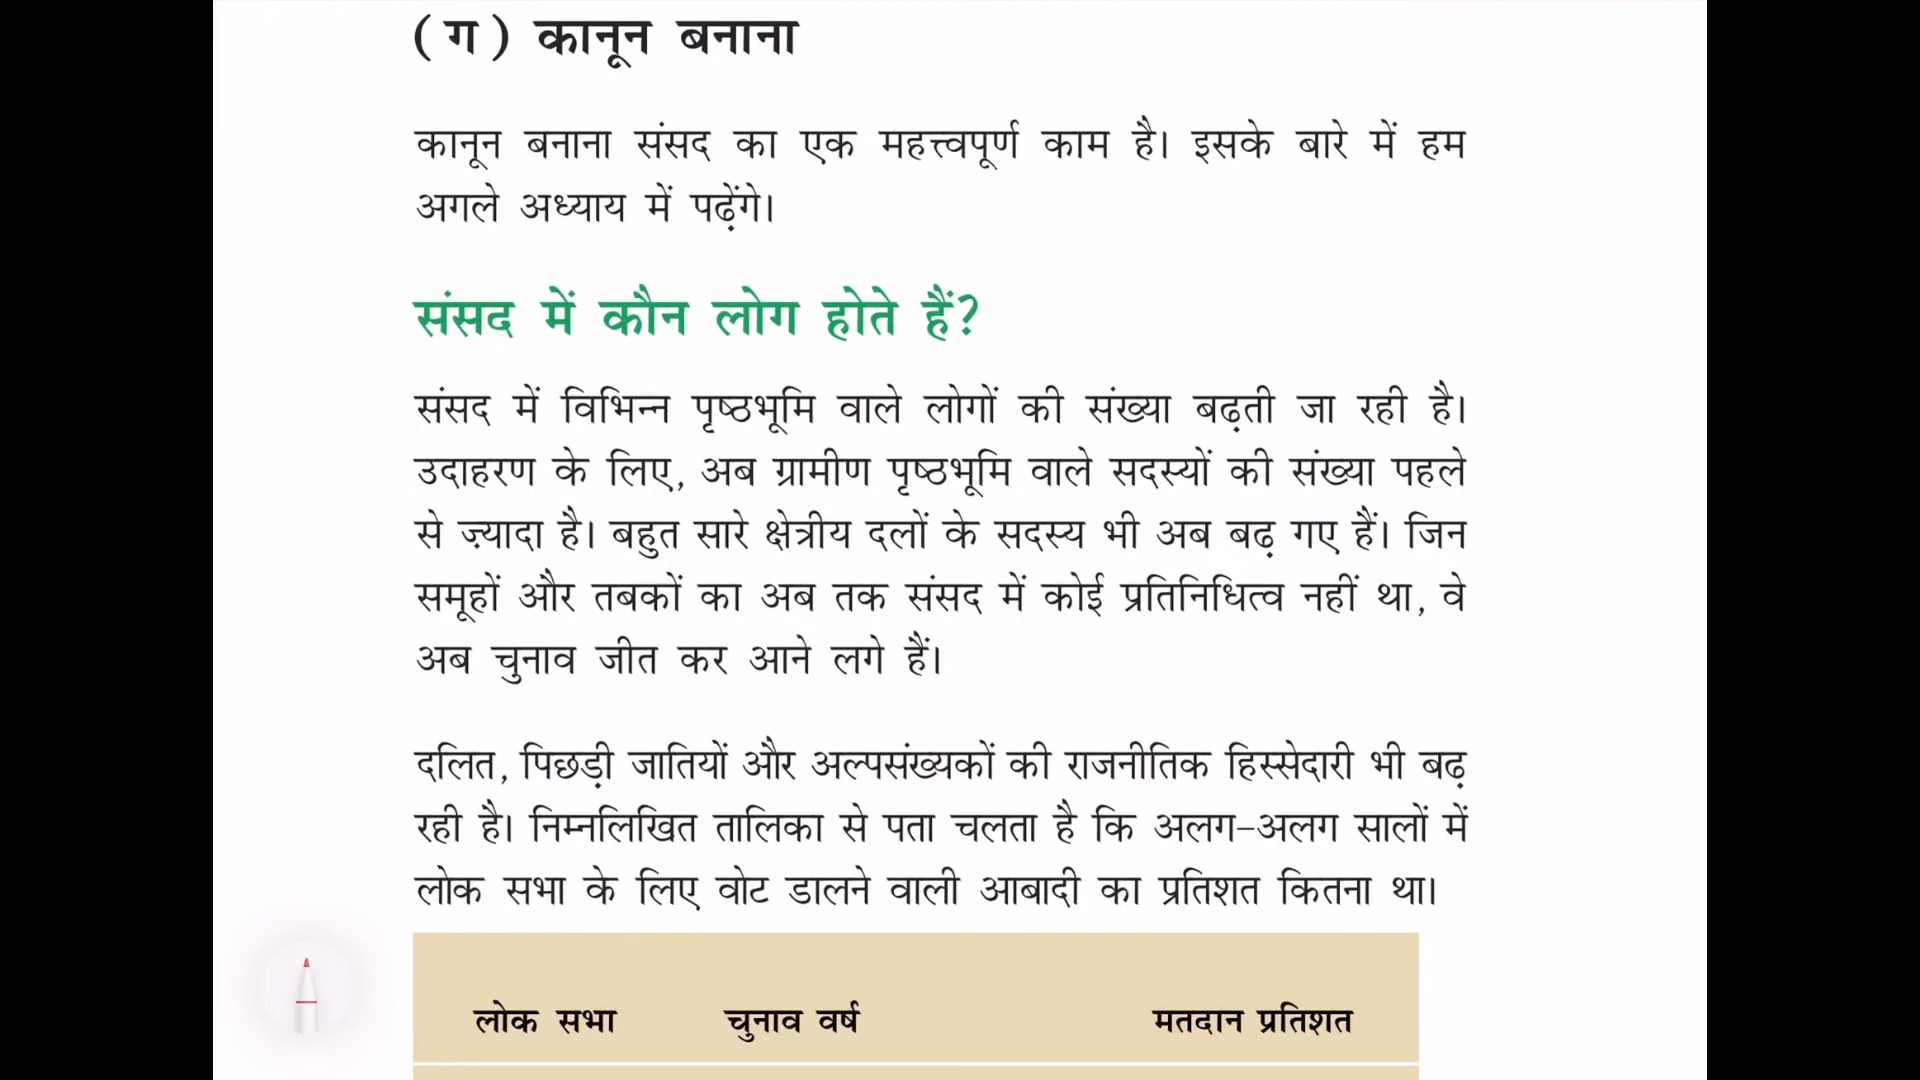 (ग) कानून बनाना
कानून बनाना संसद का एक महत्त्वपूर्ण काम है। इसके बारे में हम
अगले अध्याय में पढ़ेंगे।
संसद में कौन लोग होते हैं?
संसद में विभिन्न पृष्ठभूमि वाले लोगों की संख्या बढ़ती जा रही है।
उदाहरण के लिए, अब ग्रामीण पृष्ठभूमि वाले सदस्यों की संख्या पहले
से ज़्यादा है। बहुत सारे क्षेत्रीय दलों के सदस्य भी अब बढ़ गए हैं। जिन
समूहों और तबकों का अब तक संसद में कोई प्रतिनिधित्व नहीं था, वे
अब चुनाव जीत कर आने लगे हैं।
दलित, पिछड़ी जातियों और अल्पसंख्यकों की राजनीतिक हिस्सेदारी भी बढ़
रही है। निम्नलिखित तालिका से पता चलता है कि अलग-अलग सालों में
लोक सभा के लिए वोट डालने वाली आबादी का प्रतिशत कितना था।
लोक सभा चुनाव वर्ष मतदान प्रतिशत